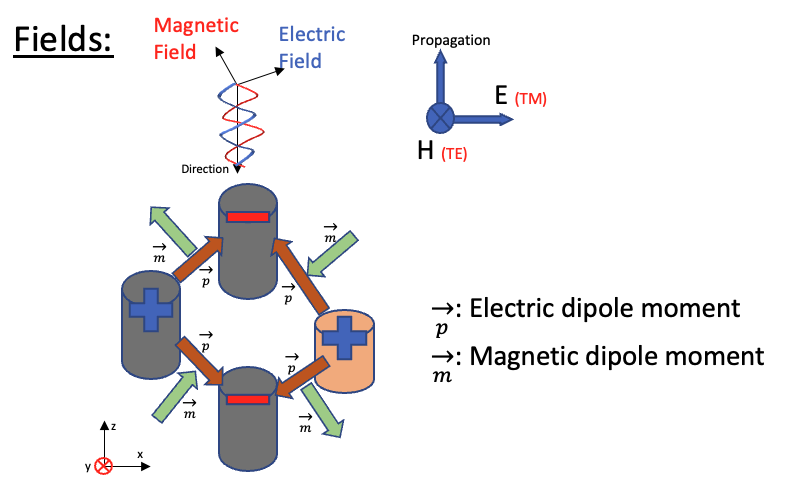 Fields:
Magnetic
Field
Electric
Field
Propagation
E (TM)
H (TE)
Direction
m
p
m
p
p
m
p
m
p: Electric dipole moment
m: Magnetic dipole moment
z
x
y